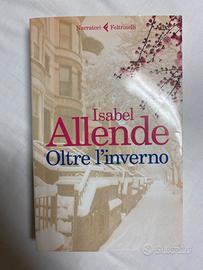 Narratori Feltrinelli
Isabel
Allende
Oltre l'inverno